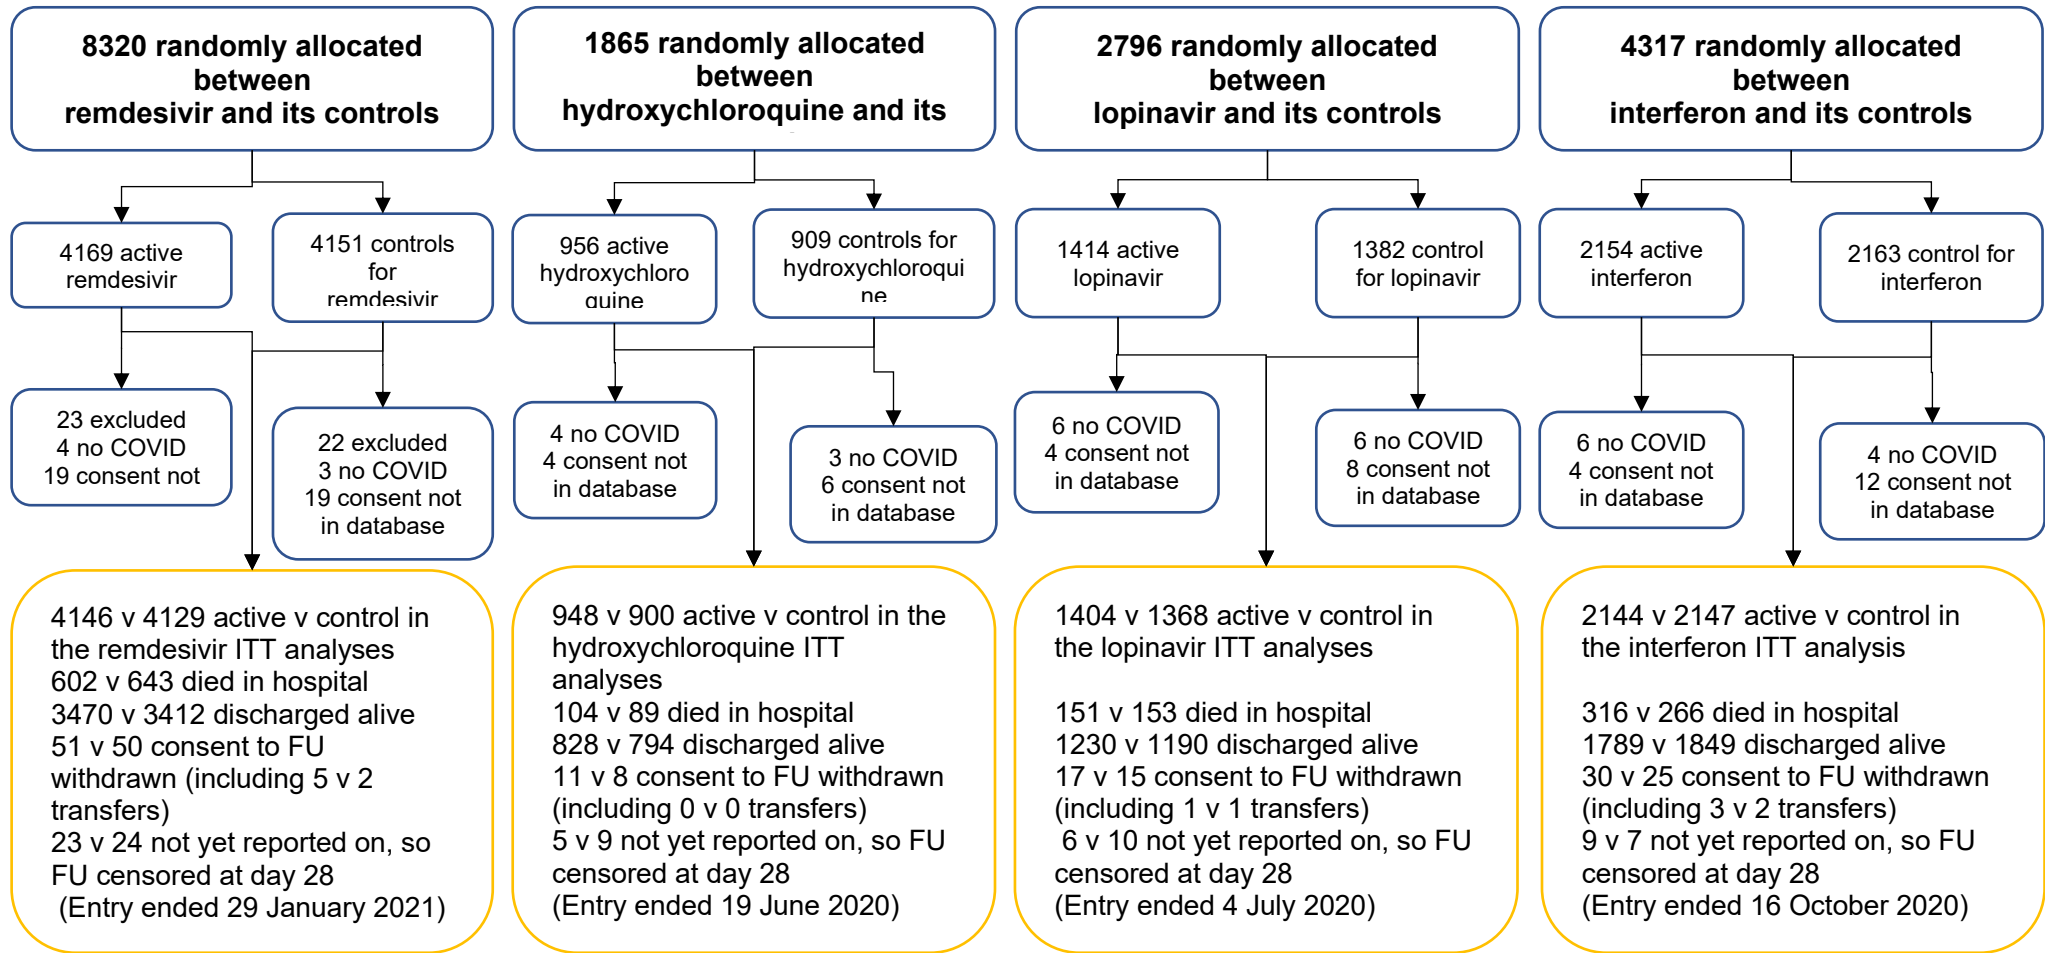 8320 randomly allocated
between
remdesivir and its controls
1865 randomly allocated
between
hydroxychloroquine and its
2796 randomly allocated
between
lopinavir and its controls
4317 randomly allocated
between
interferon and its controls
4169 active
remdesivir
4151 controls
for
remdesivir
956 active
hydroxychloro
quine
909 controls for
hydroxychloroqui
ne
1414 active
lopinavir
1382 control
for lopinavir
2154 active
interferon
2163 control for
interferon
23 excluded
4 no COVID
19 consent not
22 excluded
3 no COVID
19 consent not
in database
4 no COVID
4 consent not
in database
3 no COVID
6 consent not
in database
6 no COVID
4 consent not
in database
6 no COVID
8 consent not
in database
6 no COVID
4 consent not
in database
4 no COVID
12 consent not
in database
4146 v 4129 active v control in
the remdesivir ITT analyses
602 v 643 died in hospital
3470 v 3412 discharged alive
51 v 50 consent to FU
withdrawn (including 5 v 2
transfers)
23 v 24 not yet reported on, so
FU censored at day 28
(Entry ended 29 January 2021)
948 v 900 active v control in the
hydroxychloroquine ITT
analyses
104 v 89 died in hospital
828 v 794 discharged alive
11 v 8 consent to FU withdrawn
(including 0 v 0 transfers)
5 v 9 not yet reported on, so FU
censored at day 28
(Entry ended 19 June 2020)
1404 v 1368 active v control in
the lopinavir ITT analyses
151 v 153 died in hospital
1230 v 1190 discharged alive
17 v 15 consent to FU withdrawn
(including 1 v 1 transfers)
6 v 10 not yet reported on, so FU
censored at day 28
(Entry ended 4 July 2020)
2144 v 2147 active v control in
the interferon ITT analysis
316 v 266 died in hospital
1789 v 1849 discharged alive
30 v 25 consent to FU withdrawn
(including 3 v 2 transfers)
9 v 7 not yet reported on, so FU
censored at day 28
(Entry ended 16 October 2020)